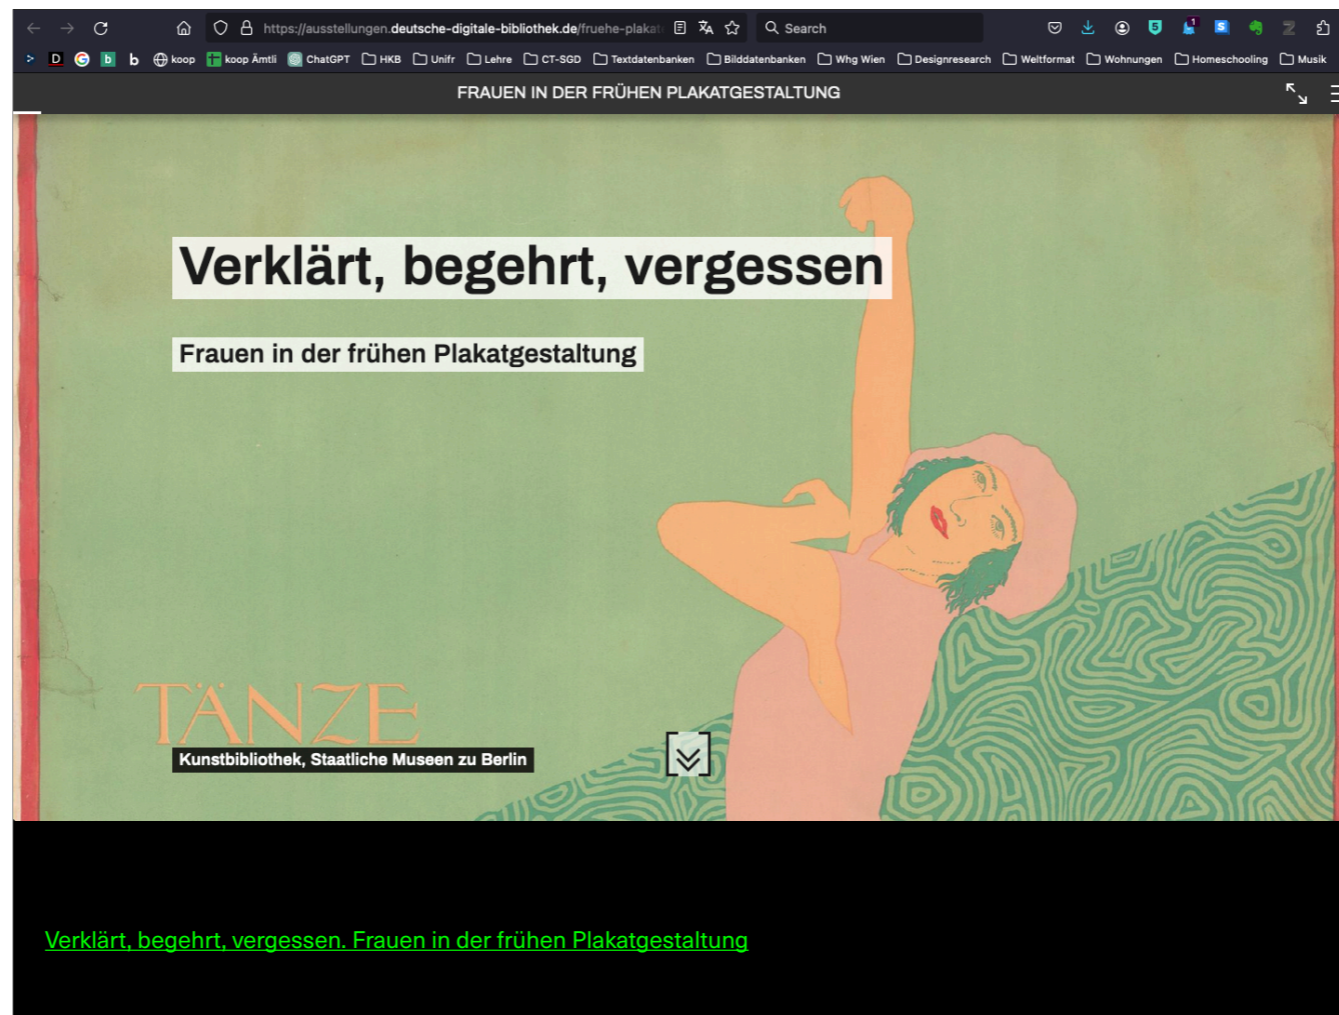 https://ausstellungen.deutsche-digitale-bibliothek.de/fruehe-plakat
Search
koop
koop Ämtli
ChatGPT
HKB
Unifr
Lehre
CT-SGD
Textdatenbanken
Bilddatenbanken
Whg Wien
Designresearch
Weltformat
Wohnungen
Homeschooling
Musik
FRAUEN IN DER FRÜHEN PLAKATGESTALTUNG
Verklärt, begehrt, vergessen
Frauen in der frühen Plakatgestaltung
TÄNZE
Kunstbibliothek, Staatliche Museen zu Berlin
Verklärt, begehrt, vergessen. Frauen in der frühen Plakatgestaltung